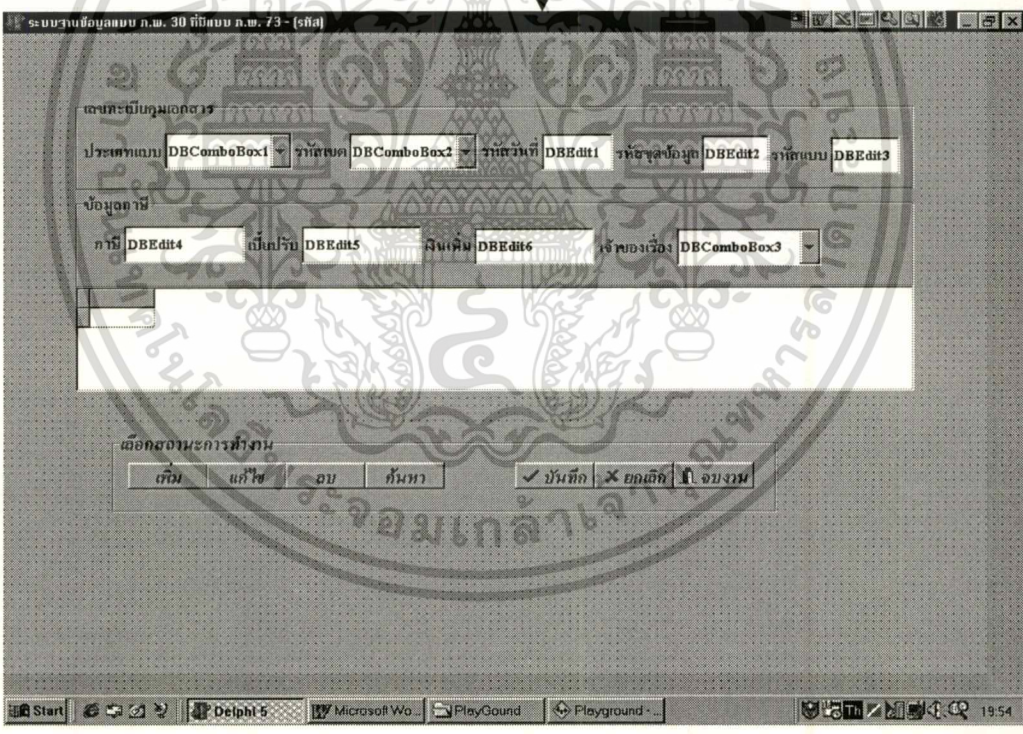 ระบบฐานข้อมูลแบบ ภ.พ. 30 ที่มีแบบ ภ.พ. 73 - [รหัส]
เลขทะเบียนคุมเอกสาร
ประเภทแบบ DBComboBox1 รหัสเขต DBComboBox2 รหัสวันที่ DBEdit1 รหัสชุดข้อมูล DBEdit2 รหัสแบบ DBEdit3
ข้อมูลภาษี
ภาษี DBEdit4 เบี้ยปรับ DBEdit5 เงินเพิ่ม DBEdit6 เจ้าของเรื่อง DBComboBox3
เลือกสถานะการทำงาน
เพิ่ม แก้ไข ลบ ค้นหา บันทึก ยกเลิก จบงาน
Start Delphi 5 Microsoft Wo... PlayGound Playground - ... Th 19:54